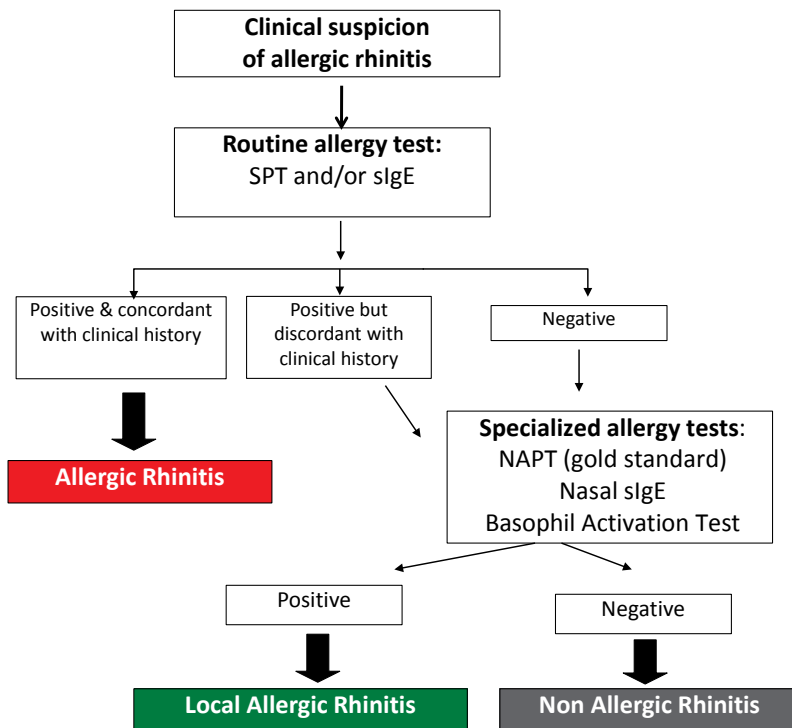 Clinical suspicion
of allergic rhinitis
Routine allergy test:
SPT and/or sIgE
Positive & concordant
with clinical history
Positive but
discordant with
clinical history
Negative
Allergic Rhinitis
Specialized allergy tests:
NAPT (gold standard)
Nasal sIgE
Basophil Activation Test
Positive
Negative
Local Allergic Rhinitis
Non Allergic Rhinitis